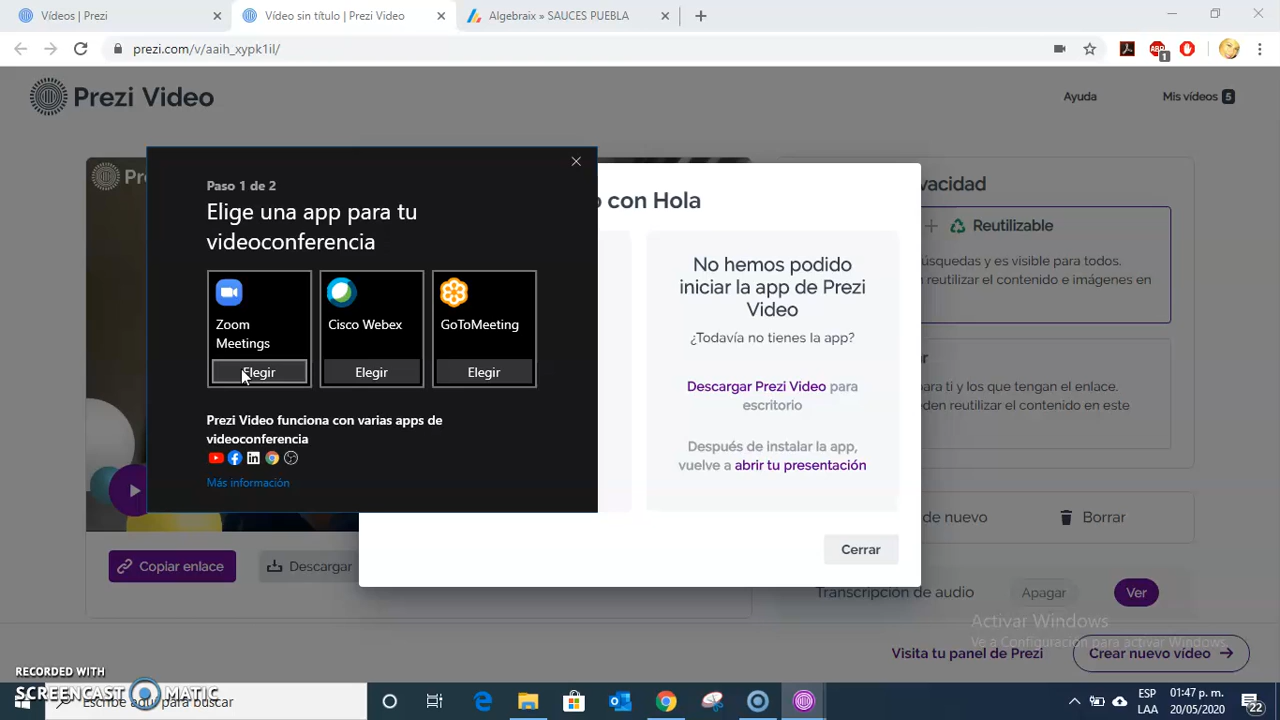 Vídeos | Prezi
Vídeo sin título | Prezi Video
Algebraix » SAUCES PUEBLA
prezi.com/v/aaih_xypk1il/
ABP
1
Prezi Video
Ayuda
Mis vídeos 5
Paso 1 de 2
Elige una app para tu
videoconferencia
Zoom
Meetings
Elegir
Cisco Webex
Elegir
GoToMeeting
Elegir
Prezi Video funciona con varias apps de
videoconferencia
Más información
con Hola
No hemos podido
iniciar la app de Prezi
Video
¿Todavía no tienes la app?
Descargar Prezi Video para
escritorio
Después de instalar la app,
vuelve a abrir tu presentación
Cerrar
Reutilizable
y es visible para todos.
reutilizar el contenido e imágenes en
para ti y los que tengan el enlace.
reutilizar el contenido en este
de nuevo
Borrar
Copiar enlace
Descargar
Transcripción de audio
Apagar
Ver
Activar Windows
Ve a Configuración para activar Windows.
Visita tu panel de Prezi
Crear nuevo vídeo
RECORDED WITH
SCREENCAST MATIC
Escribe aquí para buscar
ESP
LAA
01:47 p. m.
20/05/2020
22